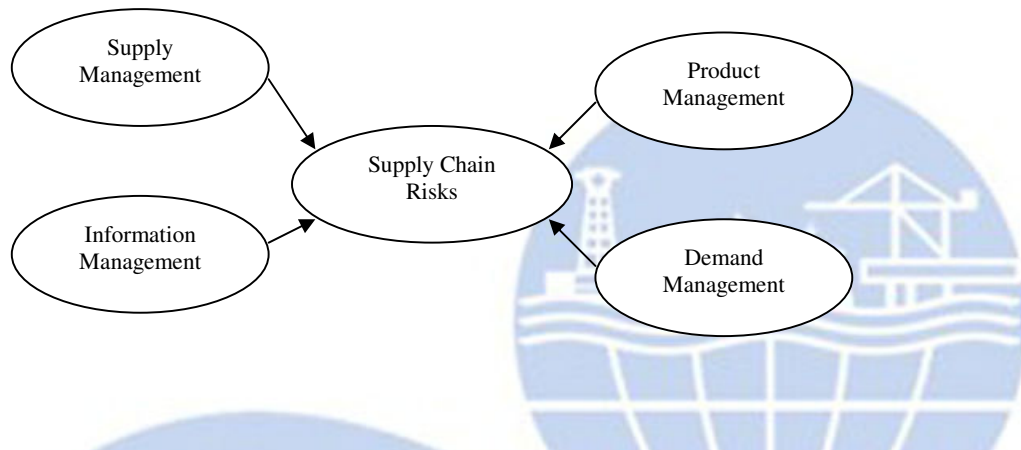 Supply
Management
Product
Management
Supply Chain
Risks
Information
Management
Demand
Management